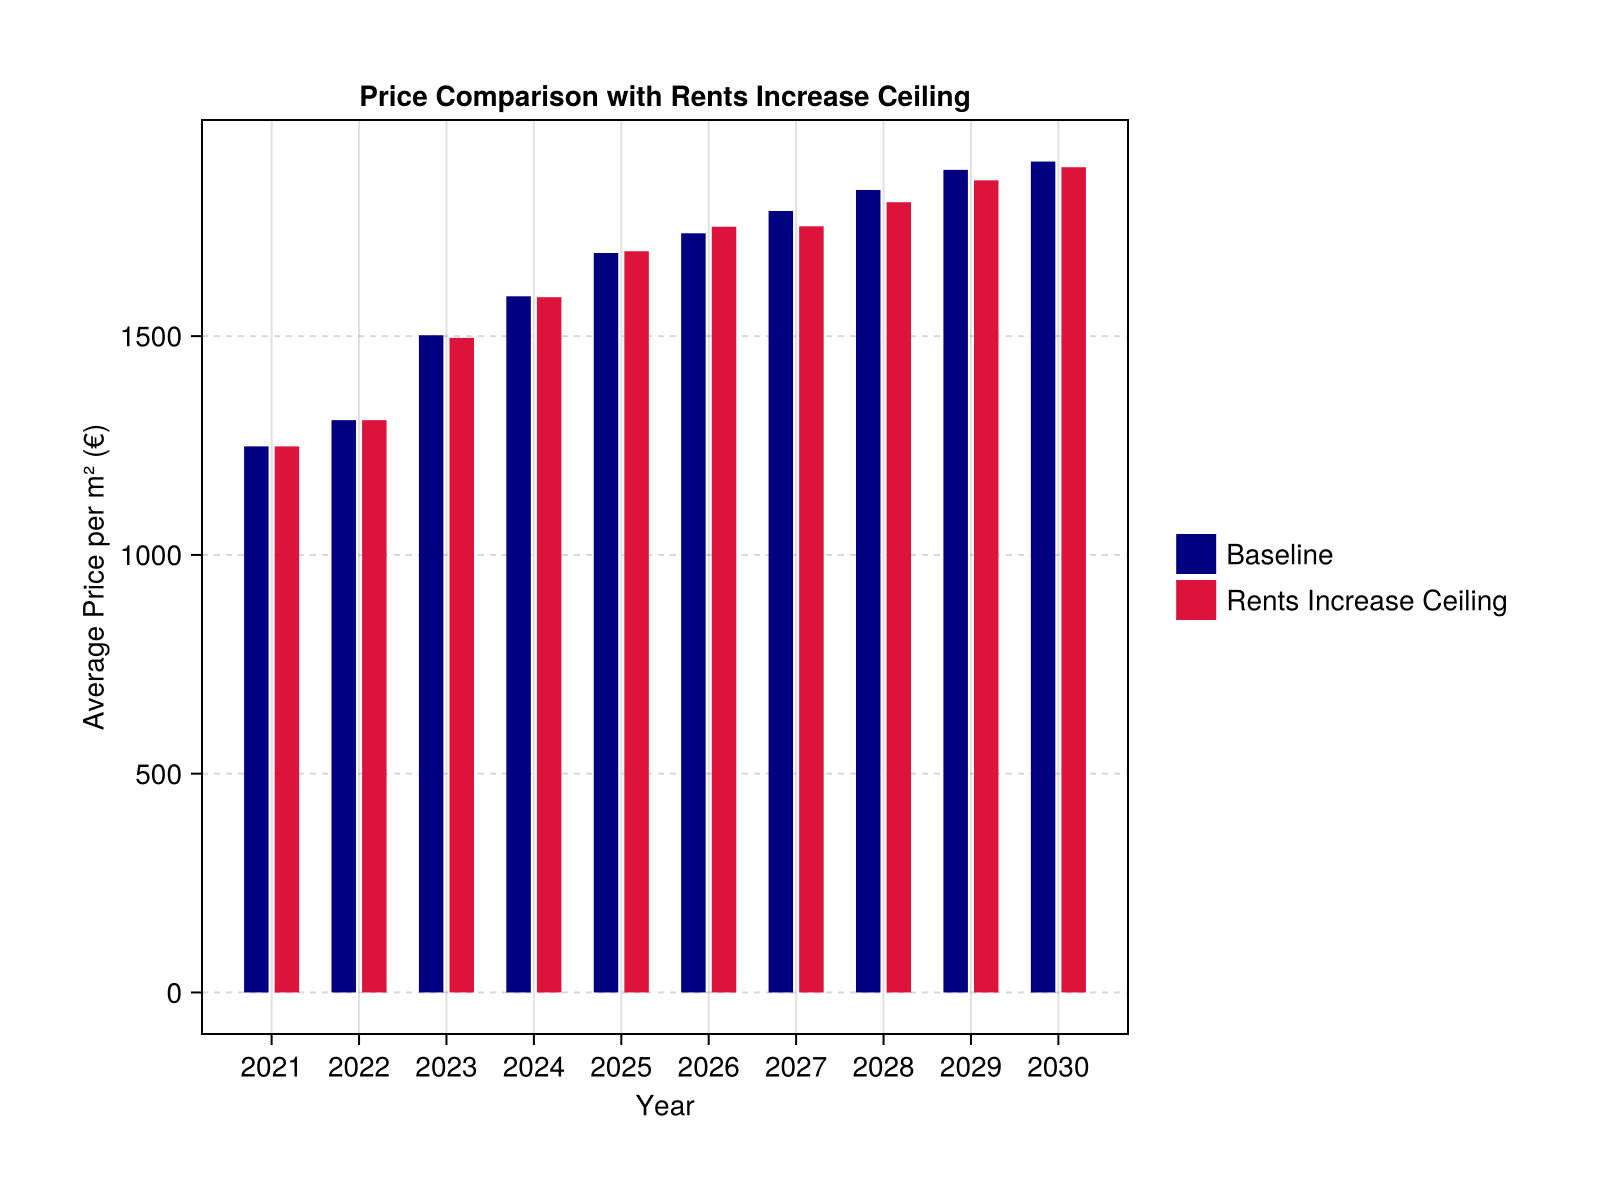 Price Comparison with Rents Increase Ceiling
Average Price per m² (€)
1500
1000
500
0
2021 2022 2023 2024 2025 2026 2027 2028 2029 2030
Year
Baseline
Rents Increase Ceiling